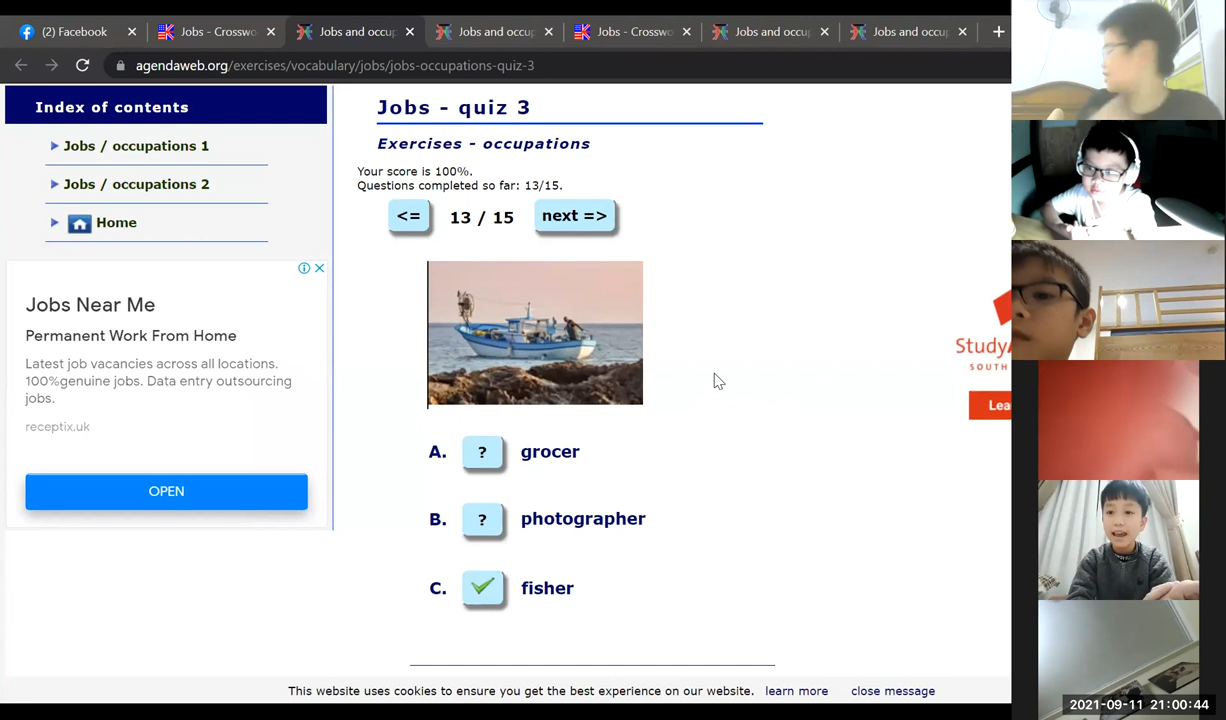 (2) Facebook
Jobs - Crosswo
Jobs and occup
Jobs and occup
Jobs - Crosswo
Jobs and occup
Jobs and occup
agendaweb.org/exercises/vocabulary/jobs/jobs-occupations-quiz-3
Index of contents
Jobs / occupations 1
Jobs / occupations 2
Home
Jobs Near Me
Permanent Work From Home
Latest job vacancies across all locations.
100%genuine jobs. Data entry outsourcing
jobs.
receptix.uk
OPEN
Jobs - quiz 3
Exercises - occupations
Your score is 100%.
Questions completed so far: 13/15.
<= 13 / 15 next =>
A. ? grocer
B. ? photographer
C. fisher
StudyA
SOUTH
Lea
This website uses cookies to ensure you get the best experience on our website. learn more close message
2021-09-11 21:00:44